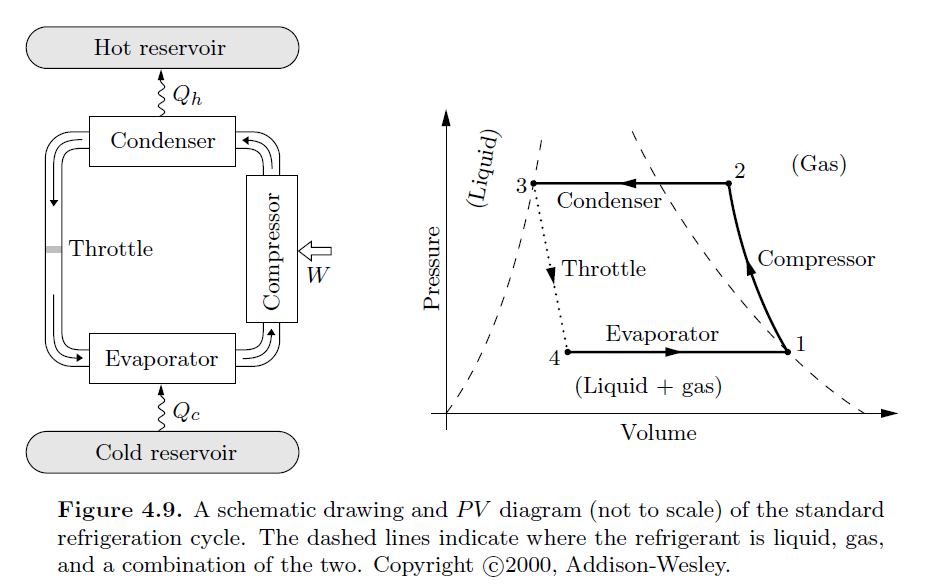 Hot reservoir
Q_h
Condenser
Throttle
Compressor
W
Evaporator
Q_c
Cold reservoir
Pressure
(Liquid)
3
2
(Gas)
Condenser
Throttle
Compressor
Evaporator
4
1
(Liquid + gas)
Volume
Figure 4.9. A schematic drawing and PV diagram (not to scale) of the standard
refrigeration cycle. The dashed lines indicate where the refrigerant is liquid, gas,
and a combination of the two. Copyright ©2000, Addison-Wesley.